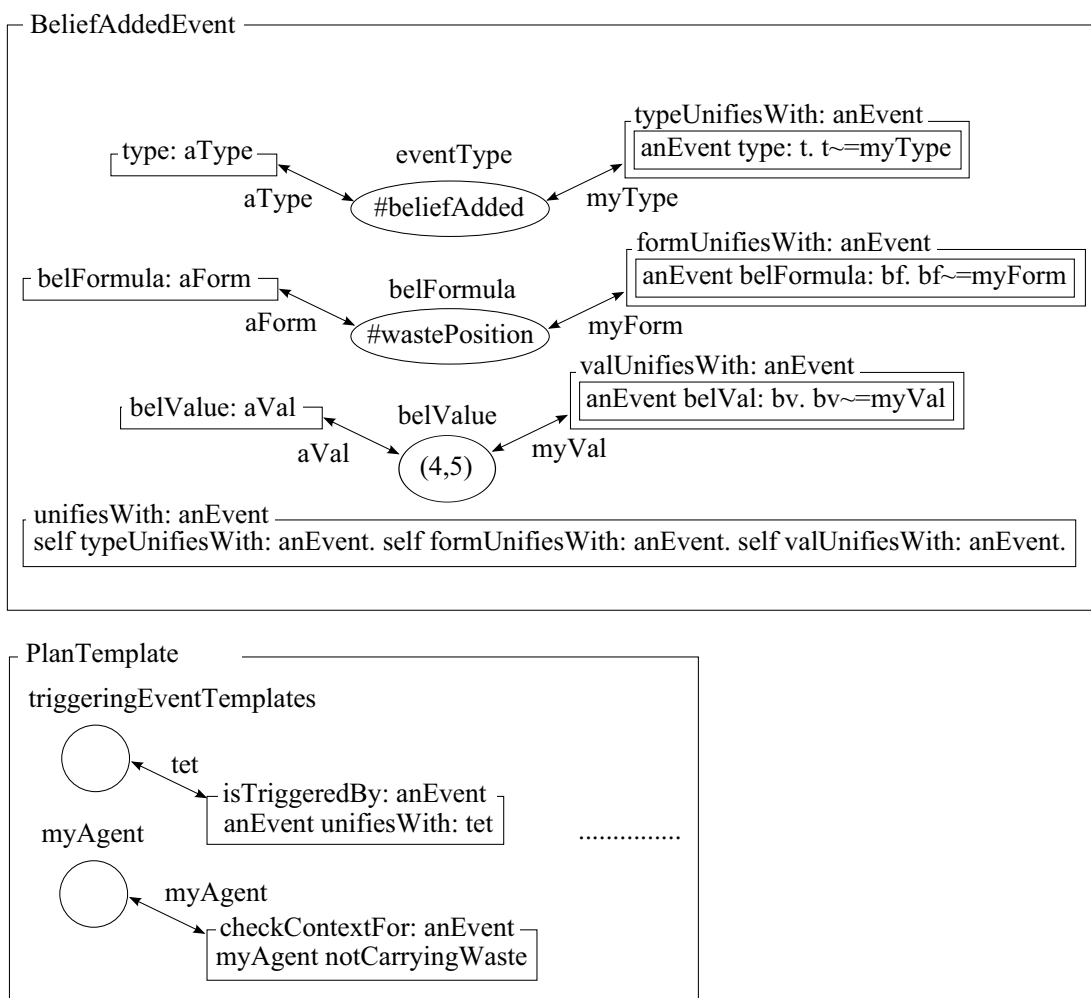 BeliefAddedEvent
typeUnifiesWith: anEvent
type: aType
eventType
anEvent type: t. t~=myType
aType
#beliefAdded
myType
formUnifiesWith: anEvent
belFormula: aForm
belFormula
anEvent belFormula: bf. bf~=myForm
aForm
#wastePosition
myForm
valUnifiesWith: anEvent
belValue: aVal
belValue
anEvent belVal: bv. bv~=myVal
aVal
(4,5)
myVal
unifiesWith: anEvent
self typeUnifiesWith: anEvent. self formUnifiesWith: anEvent. self valUnifiesWith: anEvent.
PlanTemplate
triggeringEventTemplates
tet
isTriggeredBy: anEvent
anEvent unifiesWith: tet
...............
myAgent
myAgent
checkContextFor: anEvent
myAgent notCarryingWaste